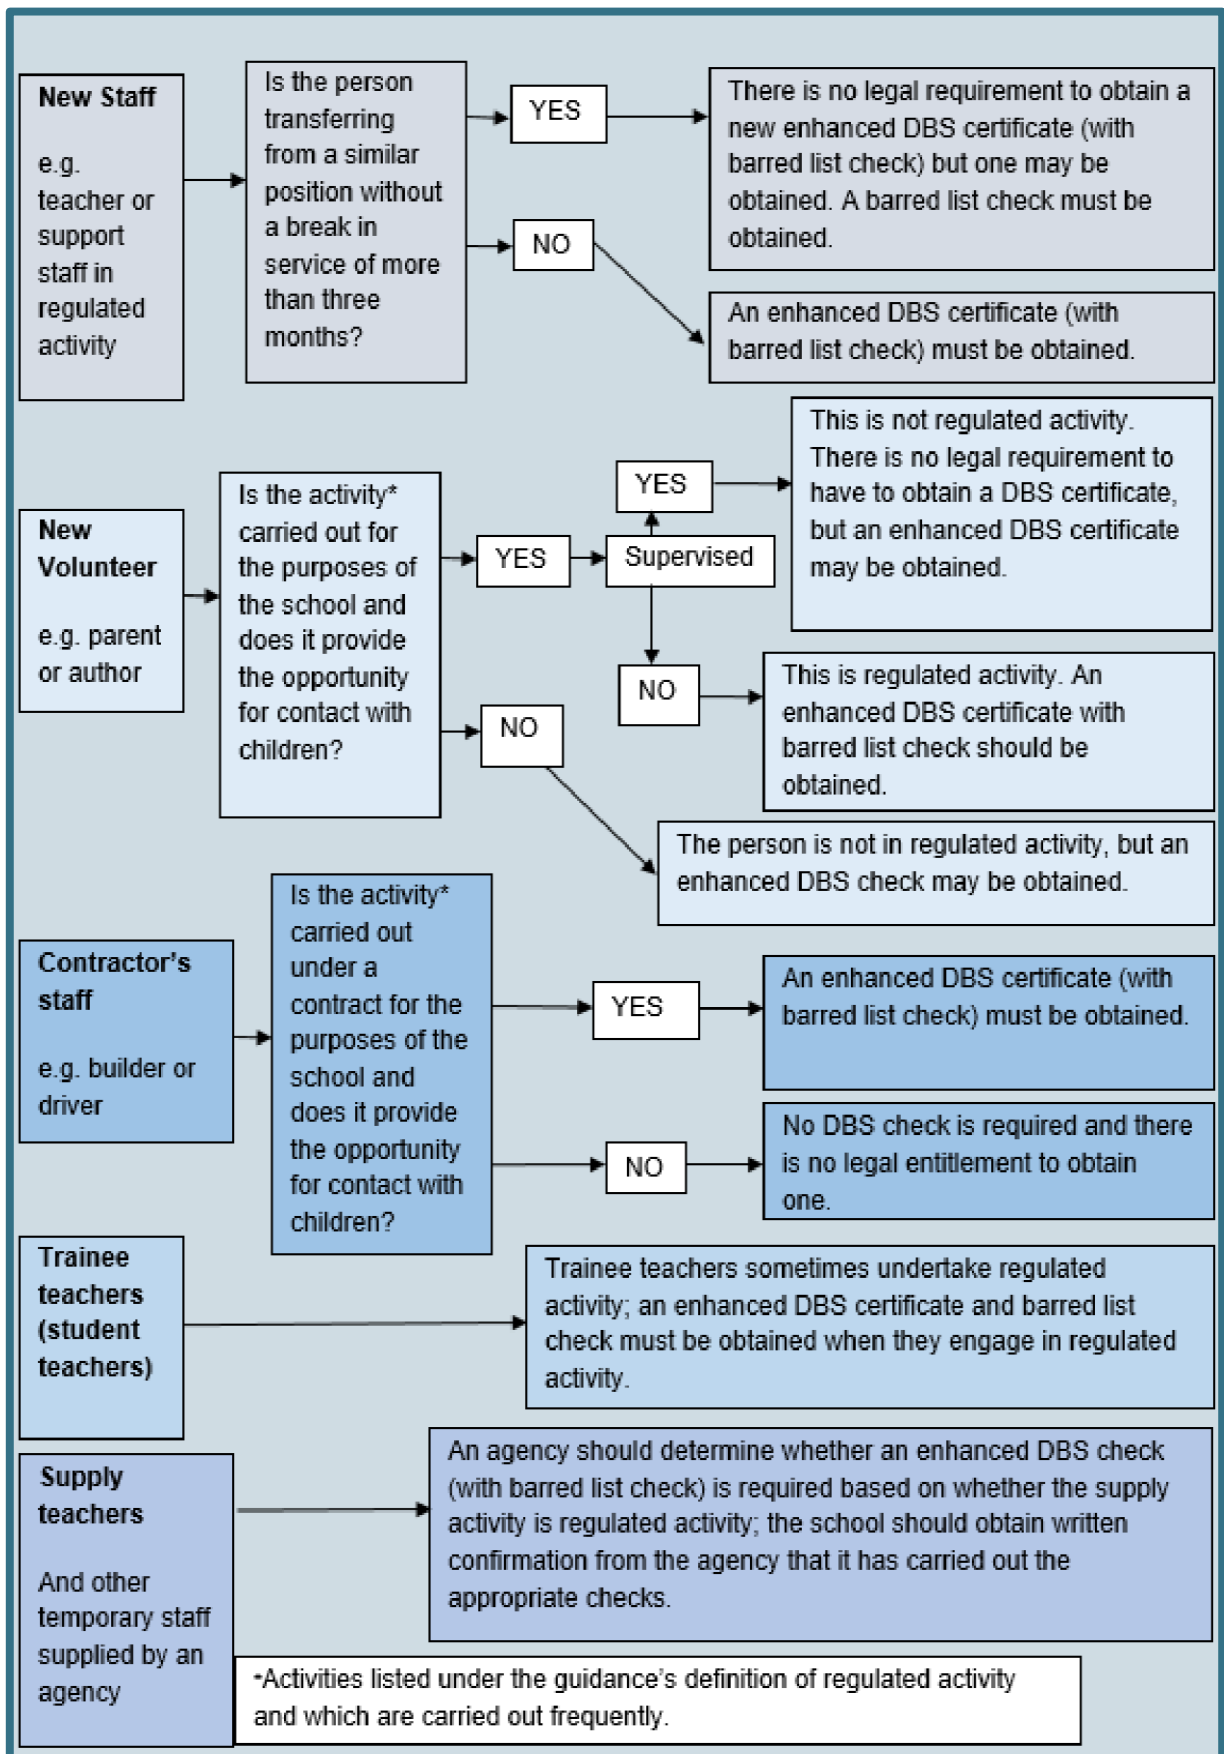 New Staff
e.g.
teacher or
support
staff in
regulated
activity
Is the person
transferring
from a similar
position without
a break in
service of more
than three
months?
YES
There is no legal requirement to obtain a
new enhanced DBS certificate (with
barred list check) but one may be
obtained. A barred list check must be
obtained.
NO
An enhanced DBS certificate (with
barred list check) must be obtained.
New
Volunteer
e.g. parent
or author
Is the activity*
carried out for
the purposes of
the school and
does it provide
the opportunity
for contact with
children?
YES
Supervised
YES
This is not regulated activity.
There is no legal requirement to
have to obtain a DBS certificate,
but an enhanced DBS certificate
may be obtained.
NO
This is regulated activity. An
enhanced DBS certificate with
barred list check should be
obtained.
NO
The person is not in regulated activity, but an
enhanced DBS check may be obtained.
Contractor's
staff
e.g. builder or
driver
Is the activity*
carried out
under a
contract for the
purposes of the
school and
does it provide
the opportunity
for contact with
children?
YES
An enhanced DBS certificate (with
barred list check) must be obtained.
NO
No DBS check is required and there
is no legal entitlement to obtain
one.
Trainee
teachers
(student
teachers)
Trainee teachers sometimes undertake regulated
activity; an enhanced DBS certificate and barred list
check must be obtained when they engage in regulated
activity.
Supply
teachers
And other
temporary staff
supplied by an
agency
An agency should determine whether an enhanced DBS check
(with barred list check) is required based on whether the supply
activity is regulated activity; the school should obtain written
confirmation from the agency that it has carried out the
appropriate checks.
*Activities listed under the guidance's definition of regulated activity
and which are carried out frequently.